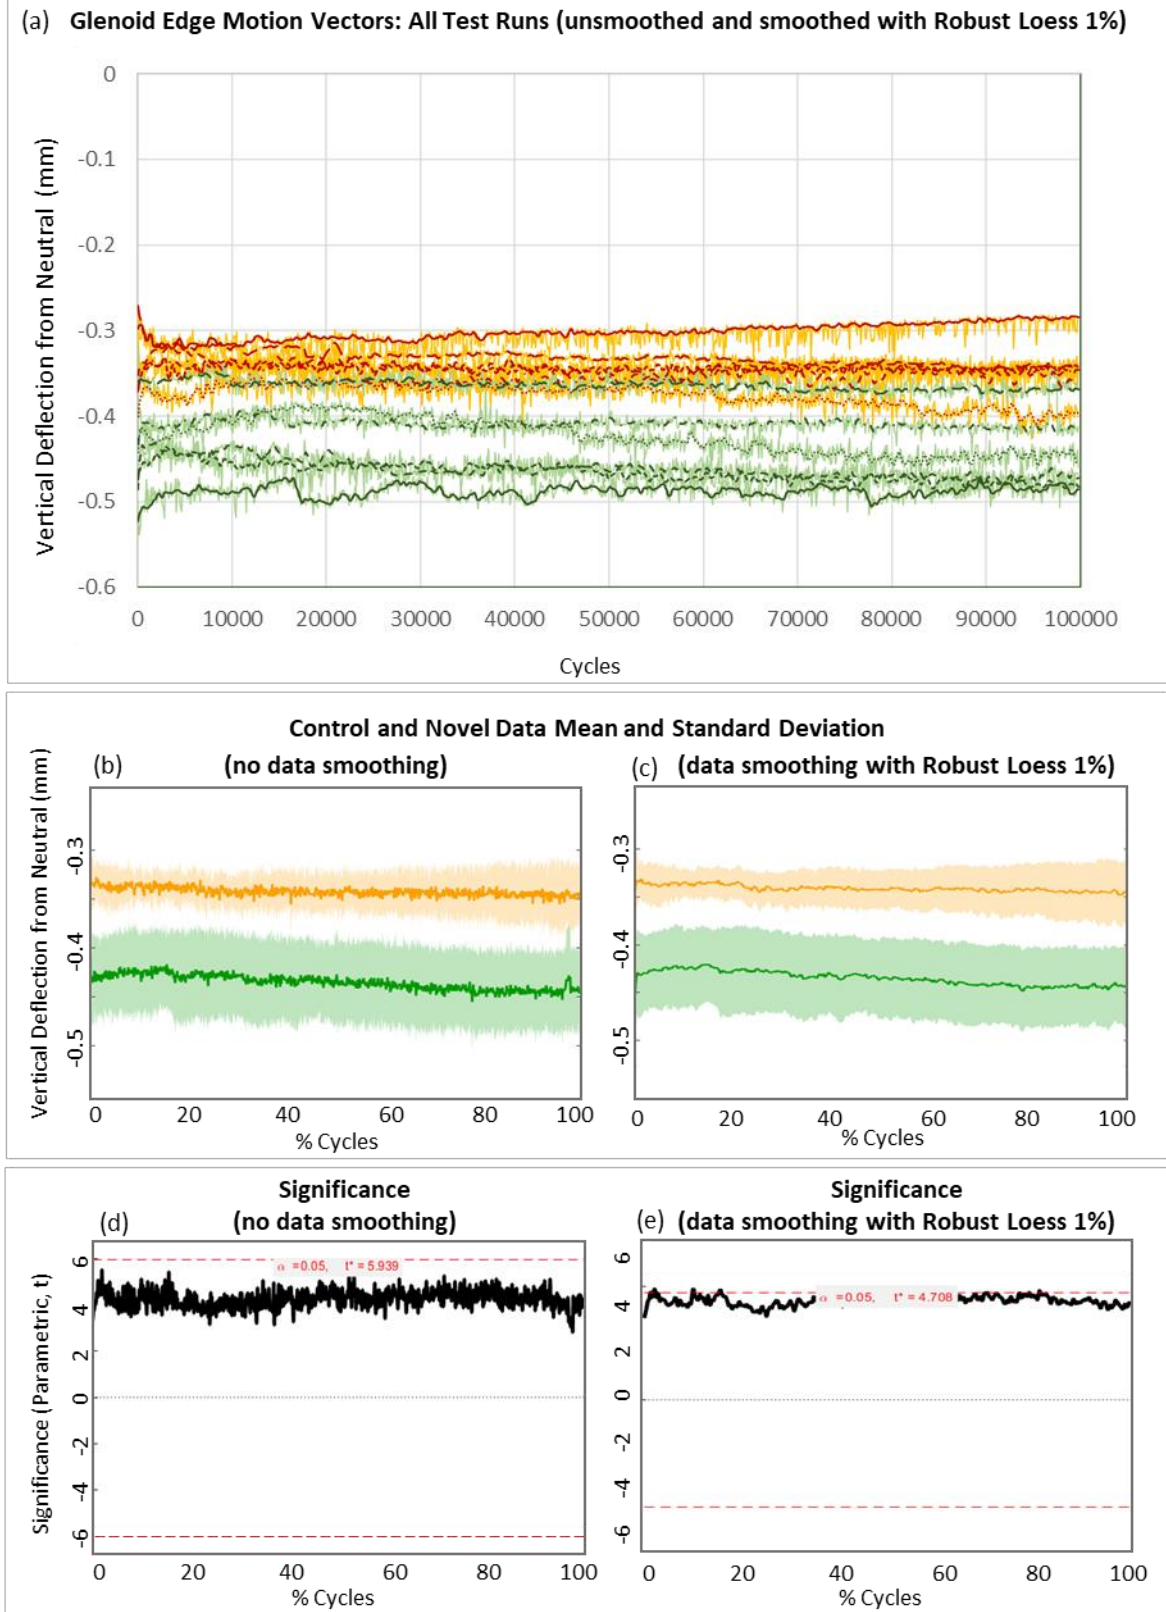 (a) Glenoid Edge Motion Vectors: All Test Runs (unsmoothed and smoothed with Robust Loess 1%)
Vertical Deflection from Neutral (mm)
0
-0.1
-0.2
-0.3
-0.4
-0.5
-0.6
0 10000 20000 30000 40000 50000 60000 70000 80000 90000 100000
Cycles
Control and Novel Data Mean and Standard Deviation
(b) (no data smoothing)
(c) (data smoothing with Robust Loess 1%)
Vertical Deflection from Neutral (mm)
-0.3
-0.4
-0.5
0 20 40 60 80 100
% Cycles
-0.3
-0.4
-0.5
0 20 40 60 80 100
% Cycles
Significance
(d) (no data smoothing)
Significance
(e) (data smoothing with Robust Loess 1%)
Significance (Parametric, t)
6
4
2
0
-2
-4
-6
α =0.05, t* = 5.939
0 20 40 60 80 100
% Cycles
6
4
2
0
-2
-4
-6
α =0.05, t* = 4.708
0 20 40 60 80 100
% Cycles